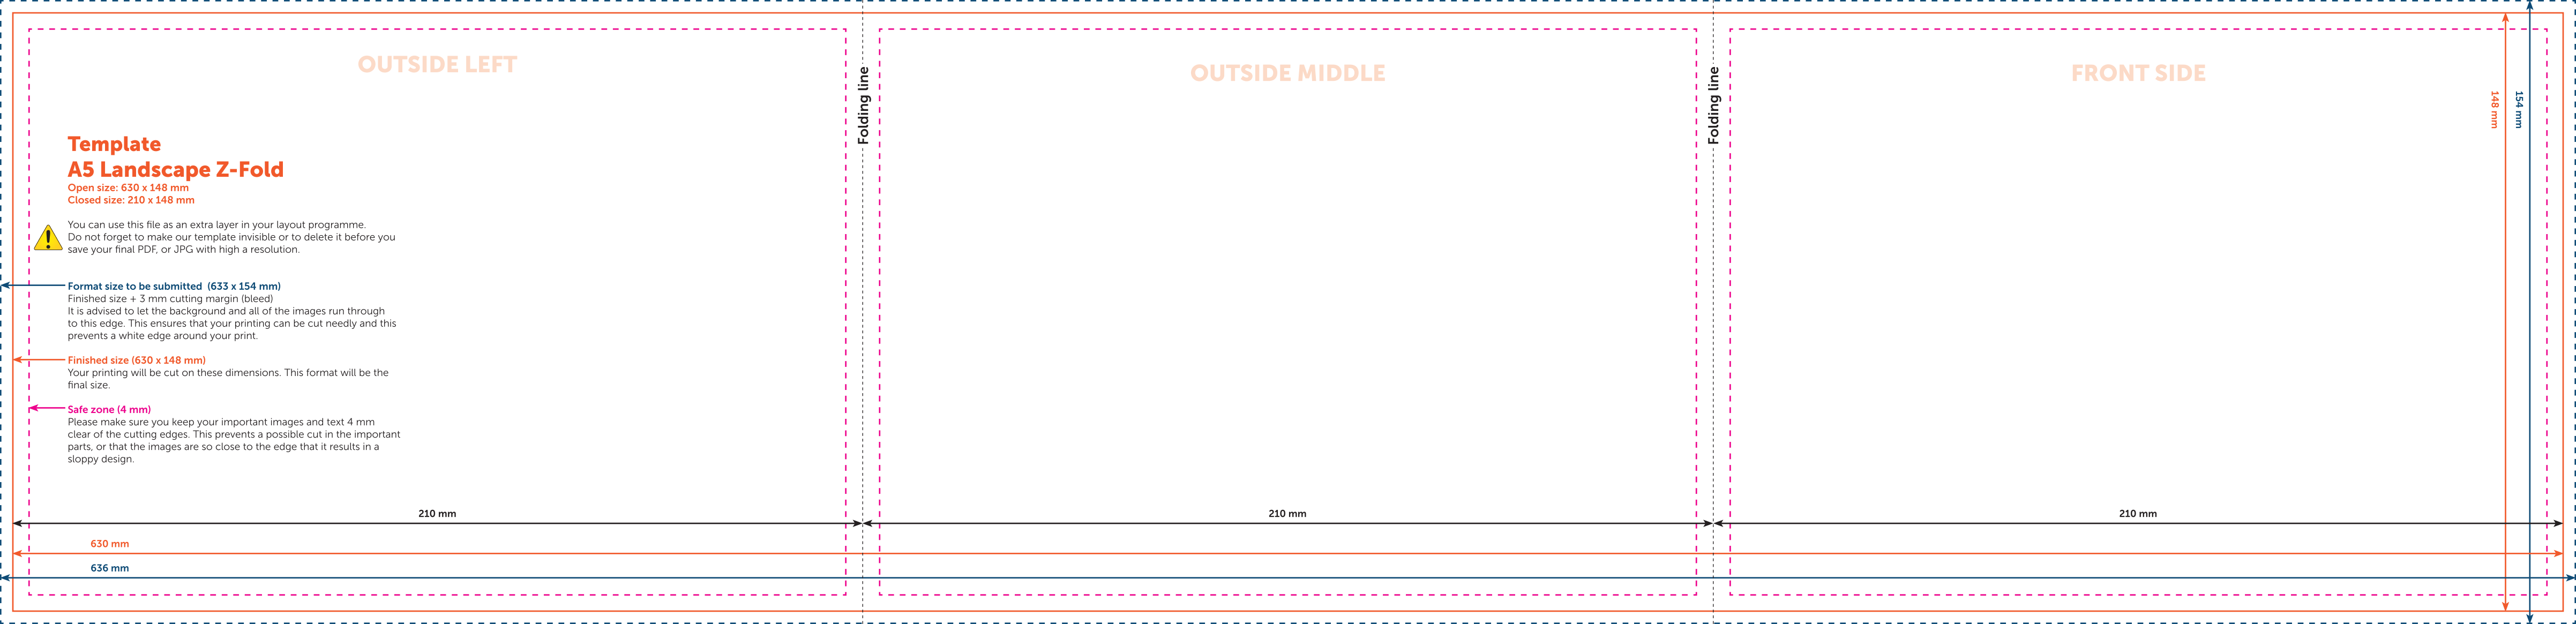 OUTSIDE LEFT
OUTSIDE MIDDLE
FRONT SIDE
Folding line
Folding line
148 mm
154 mm
Template
A5 Landscape Z-Fold
Open size: 630 x 148 mm
Closed size: 210 x 148 mm
You can use this file as an extra layer in your layout programme.
Do not forget to make our template invisible or to delete it before you
save your final PDF, or JPG with high a resolution.
Format size to be submitted (633 x 154 mm)
Finished size + 3 mm cutting margin (bleed)
It is advised to let the background and all of the images run through
to this edge. This ensures that your printing can be cut needly and this
prevents a white edge around your print.
Finished size (630 x 148 mm)
Your printing will be cut on these dimensions. This format will be the
final size.
Safe zone (4 mm)
Please make sure you keep your important images and text 4 mm
clear of the cutting edges. This prevents a possible cut in the important
parts, or that the images are so close to the edge that it results in a
sloppy design.
210 mm
210 mm
210 mm
630 mm
636 mm